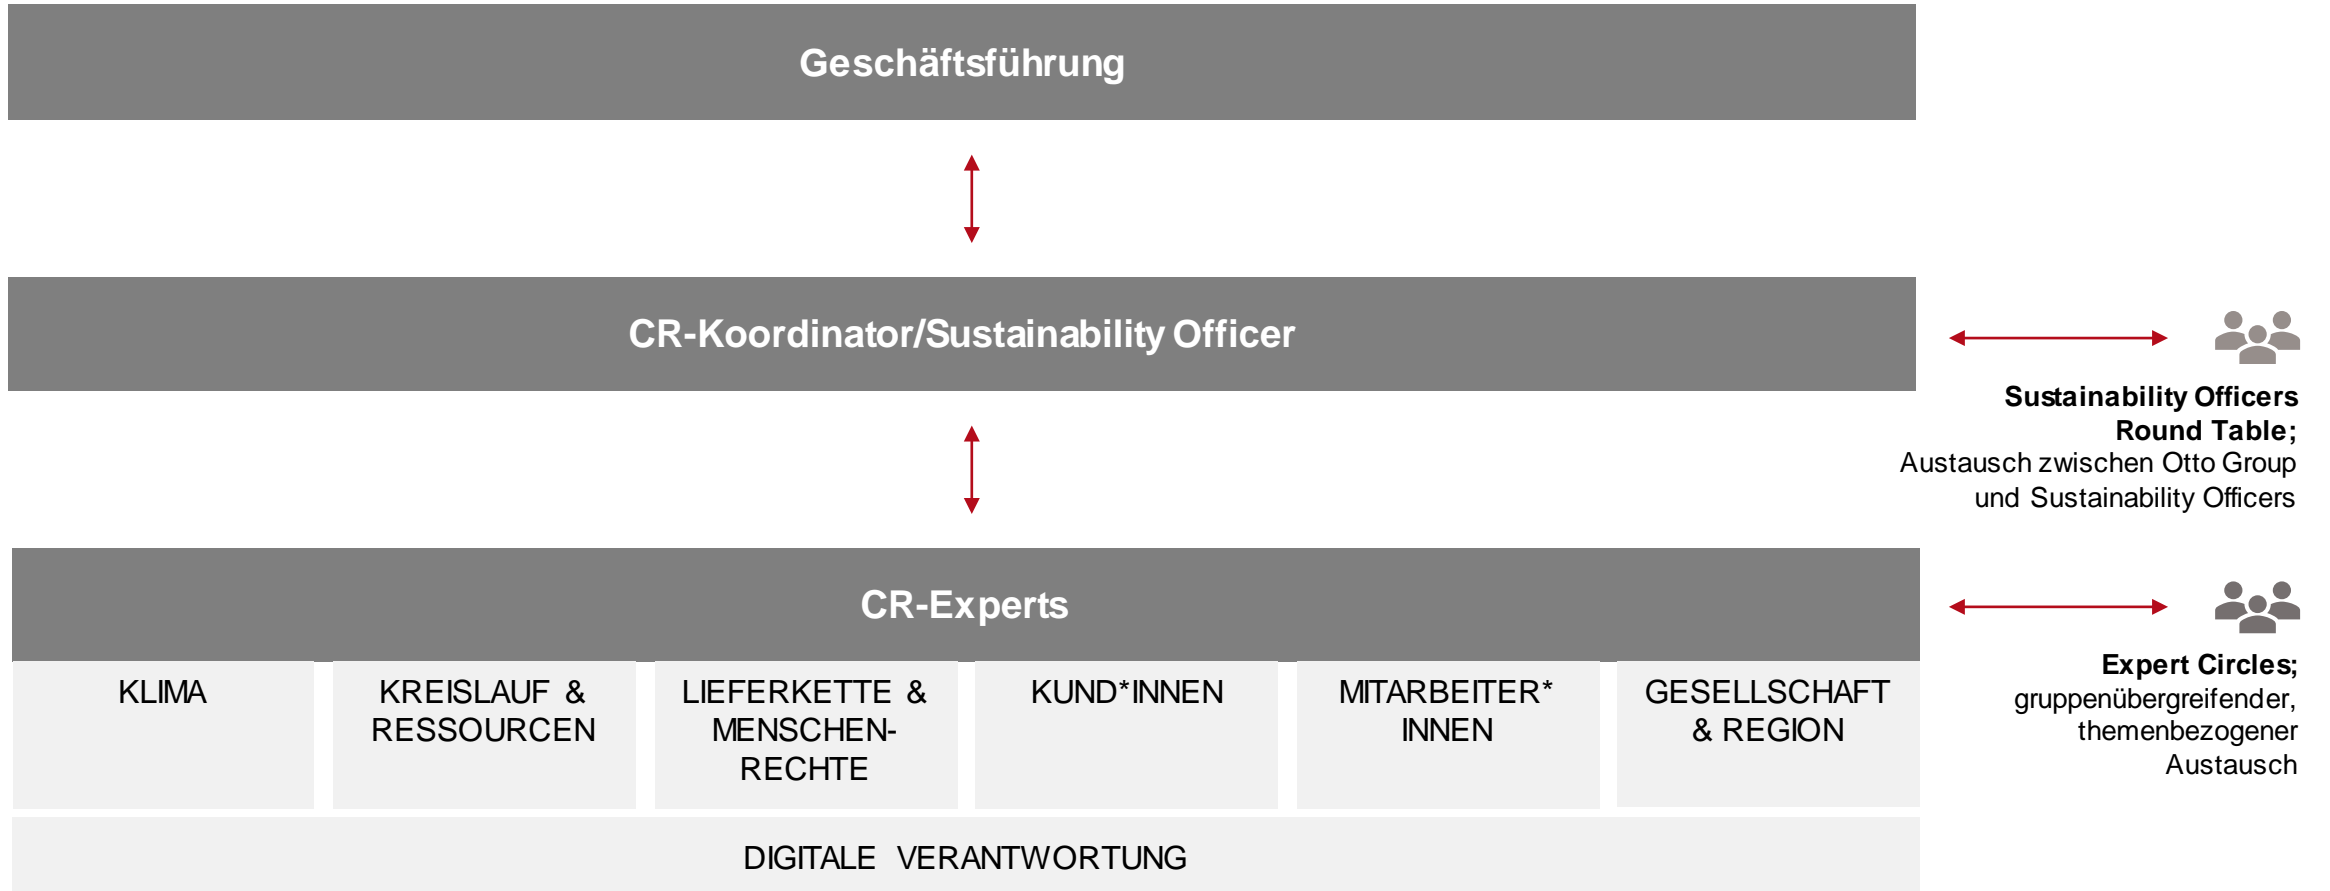 Geschäftsführung
CR-Koordinator/Sustainability Officer
Sustainability Officers
Round Table;
Austausch zwischen Otto Group
und Sustainability Officers
CR-Experts
KLIMA
KREISLAUF &
RESSOURCEN
LIEFERKETTE &
MENSCHEN-
RECHTE
KUND*INNEN
MITARBEITER*
INNEN
GESELLSCHAFT
& REGION
Expert Circles;
gruppenübergreifender,
themenbezogener
Austausch
DIGITALE VERANTWORTUNG